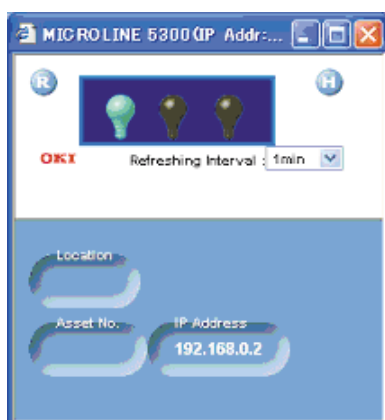 MICROLINE 5300(IP Addr:...
R
H
OKI
Refreshing Interval : 1min
Location
Asset No.
IP Address
192.168.0.2